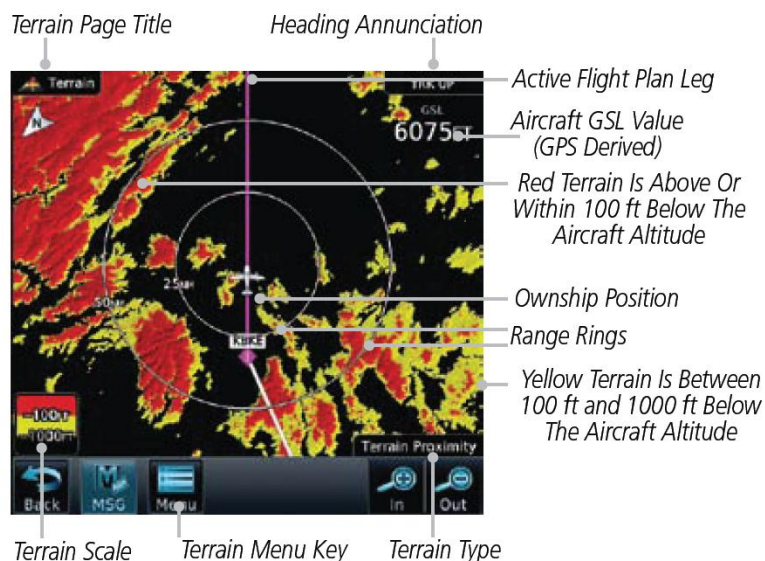 Terrain Page Title
Heading Annunciation
Terrain
TRK UP
Active Flight Plan Leg
GSL
6075FT
Aircraft GSL Value
(GPS Derived)
N
Red Terrain Is Above Or
Within 100 ft Below The
Aircraft Altitude
25NM
50NM
Ownship Position
Range Rings
KBKE
Yellow Terrain Is Between
100 ft and 1000 ft Below
The Aircraft Altitude
-100FT
-1000FT
Terrain Proximity
Back
MSG
Menu
In
Out
Terrain Scale
Terrain Menu Key
Terrain Type